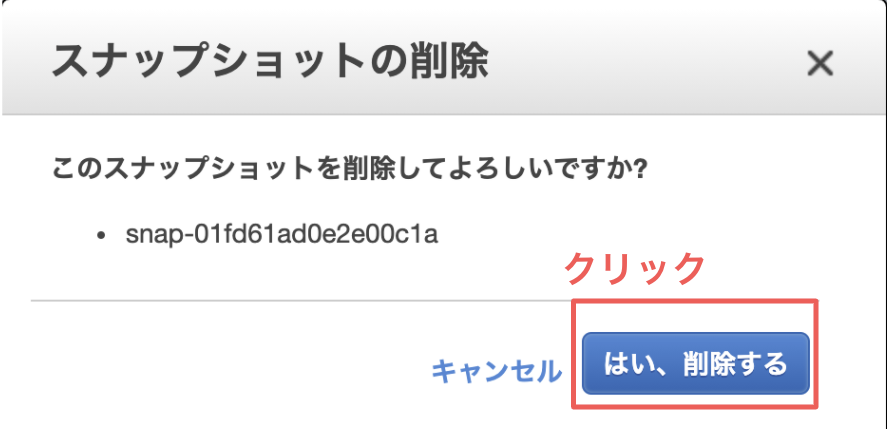 スナップショットの削除
このスナップショットを削除してよろしいですか?
• snap-01fd61ad0e2e00c1a
クリック
キャンセル はい、削除する